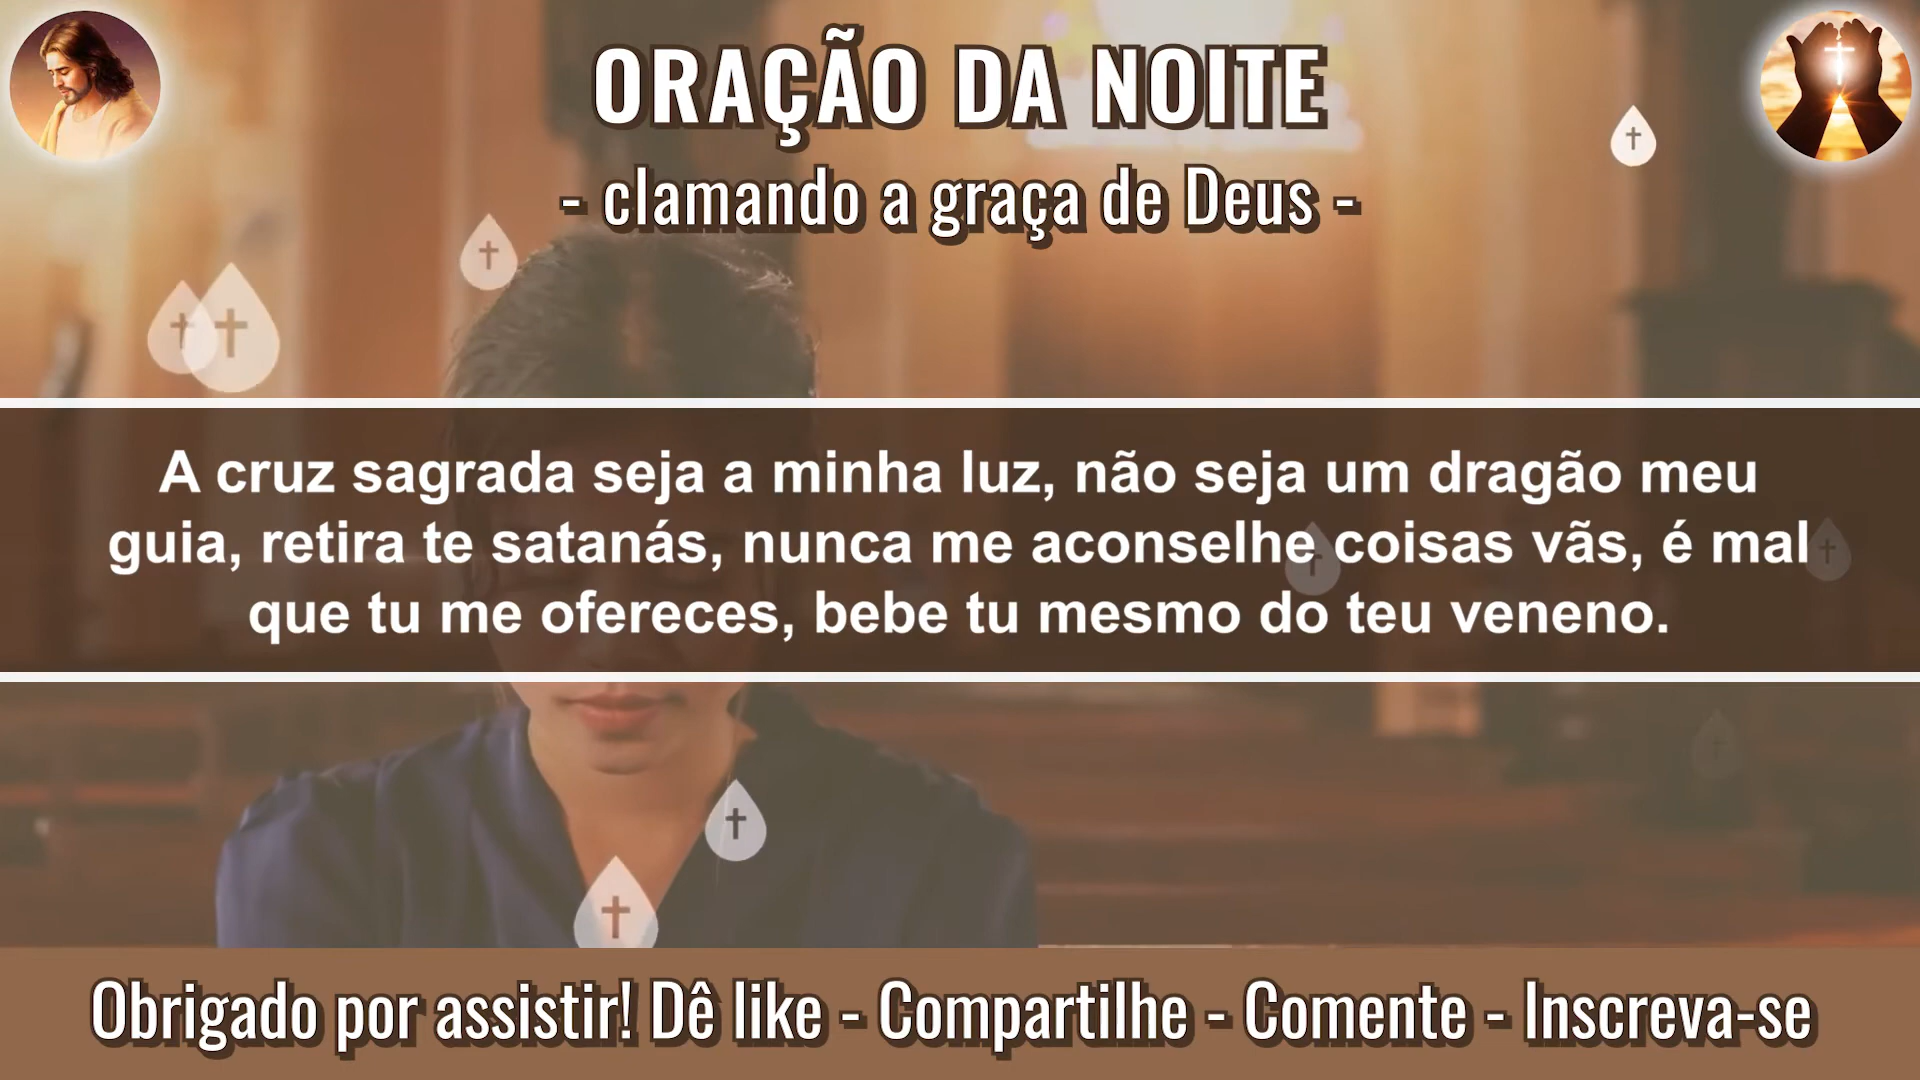 ORAÇÃO DA NOITE
- clamando a graça de Deus -
A cruz sagrada seja a minha luz, não seja um dragão meu
guia, retira te satanás, nunca me aconselhe coisas vãs, é mal
que tu me ofereces, bebe tu mesmo do teu veneno.
Obrigado por assistir! Dê like - Compartilhe - Comente - Inscreva-se